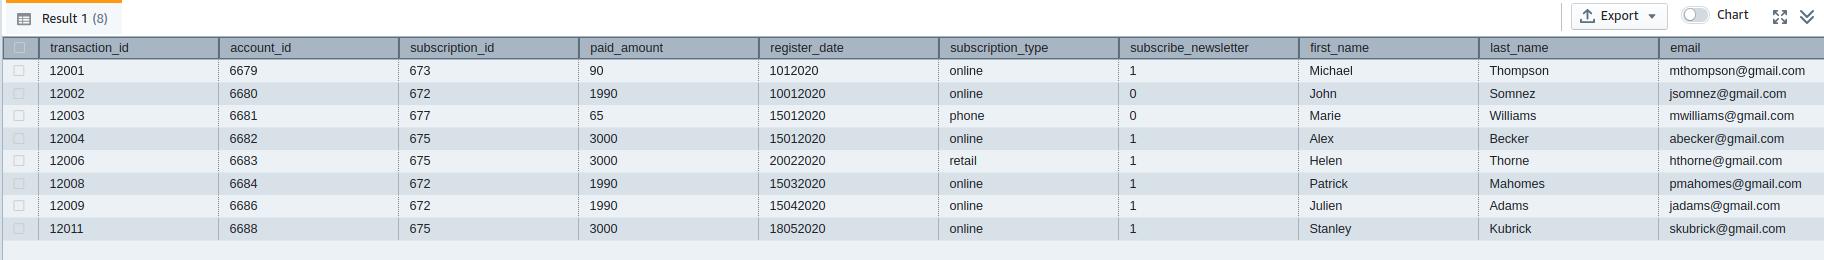 Result 1 (8) Export Chart
transaction_id account_id subscription_id paid_amount register_date subscription_type subscribe_newsletter first_name last_name email
12001 6679 673 90 1012020 online 1 Michael Thompson mthompson@gmail.com
12002 6680 672 1990 10012020 online 0 John Somnez jsomnez@gmail.com
12003 6681 677 65 15012020 phone 0 Marie Williams mwilliams@gmail.com
12004 6682 675 3000 15012020 online 1 Alex Becker abecker@gmail.com
12006 6683 675 3000 20022020 retail 1 Helen Thorne hthorne@gmail.com
12008 6684 672 1990 15032020 online 1 Patrick Mahomes pmahomes@gmail.com
12009 6686 672 1990 15042020 online 1 Julien Adams jadams@gmail.com
12011 6688 675 3000 18052020 online 1 Stanley Kubrick skubrick@gmail.com